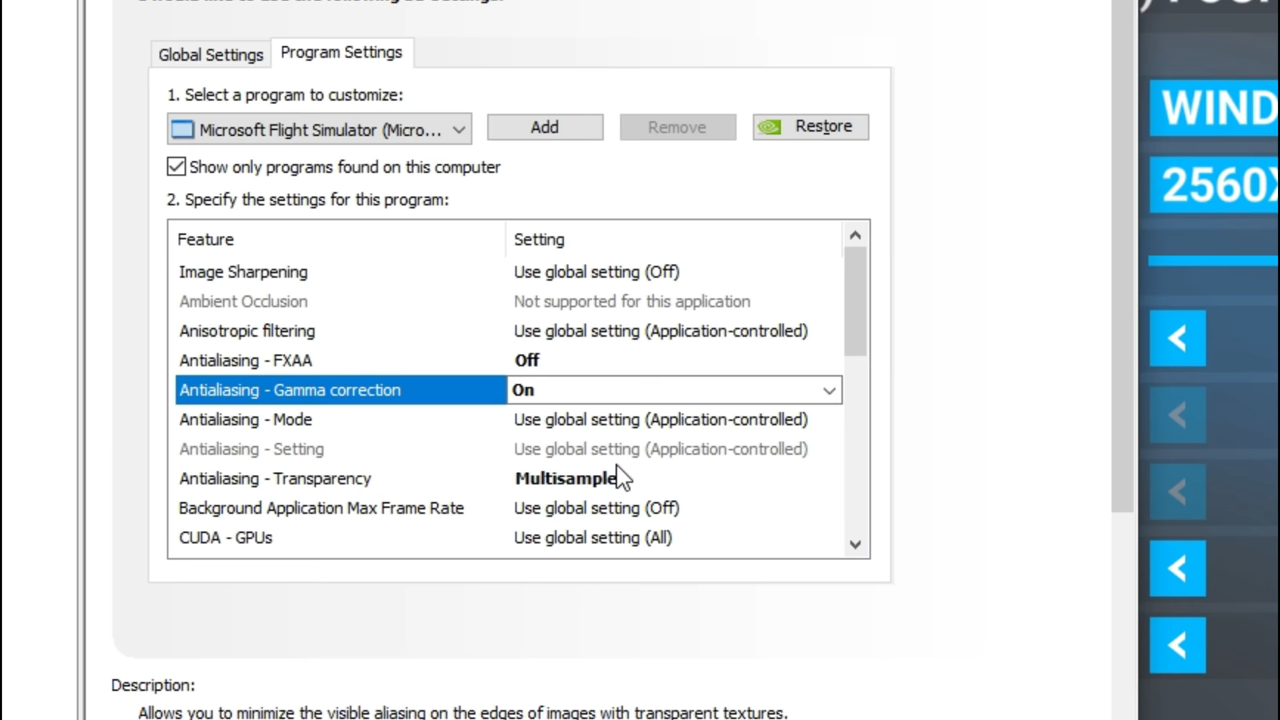 Global Settings
Program Settings
1. Select a program to customize:
Microsoft Flight Simulator (Micro...
Add
Remove
Restore
Show only programs found on this computer
2. Specify the settings for this program:
Feature Setting
Image Sharpening Use global setting (Off)
Ambient Occlusion Not supported for this application
Anisotropic filtering Use global setting (Application-controlled)
Antialiasing - FXAA Off
Antialiasing - Gamma correction On
Antialiasing - Mode Use global setting (Application-controlled)
Antialiasing - Setting Use global setting (Application-controlled)
Antialiasing - Transparency Multisample
Background Application Max Frame Rate Use global setting (Off)
CUDA - GPUs Use global setting (All)
Description:
Allows you to minimize the visible aliasing on the edges of images with transparent textures.
WIND
2560X